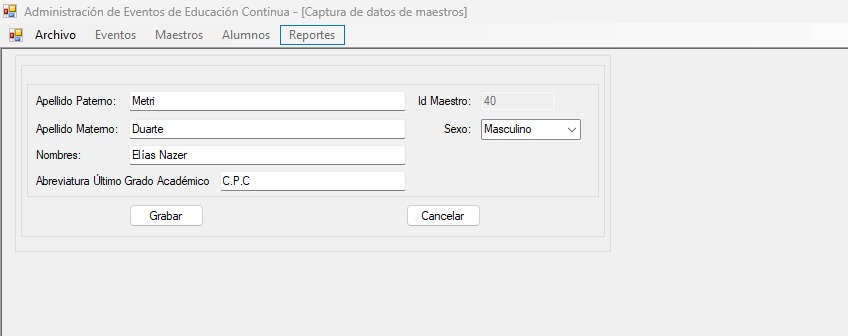 Administración de Eventos de Educación Continua - [Captura de datos de maestros]
Archivo Eventos Maestros Alumnos Reportes
Apellido Paterno: Metri Id Maestro: 40
Apellido Materno: Duarte Sexo: Masculino
Nombres: Elías Nazer
Abreviatura Último Grado Académico C.P.C
Grabar Cancelar